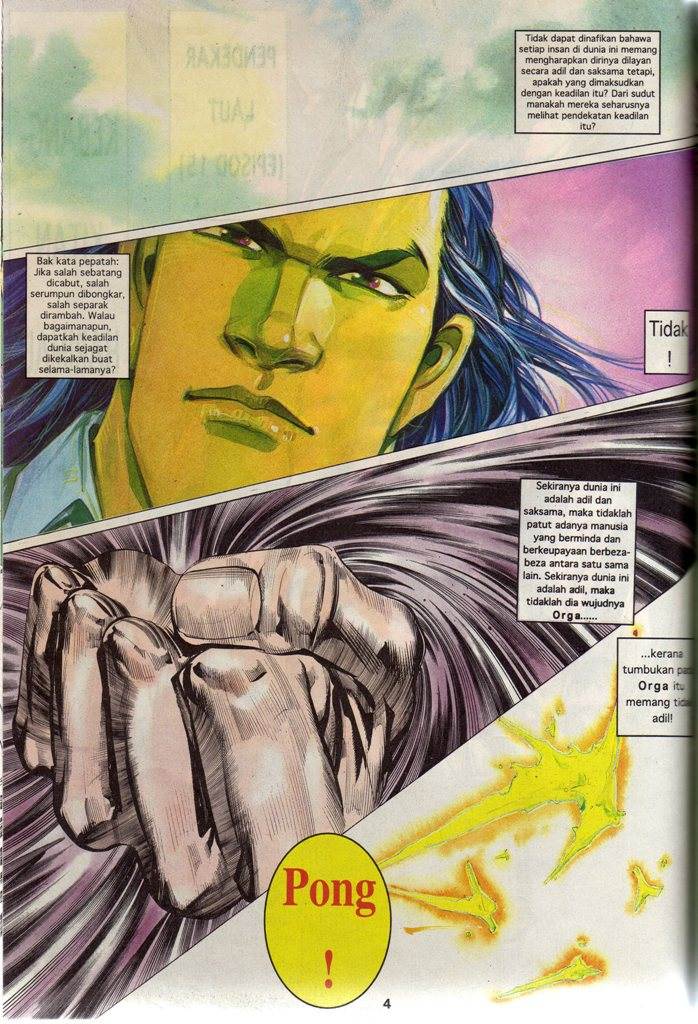 Tidak dapat dinafikan bahawa
setiap insan di dunia ini memang
mengharapkan dirinya dilayan
secara adil dan saksama tetapi,
apakah yang dimaksudkan
dengan keadilan itu? Dari sudut
manakah mereka seharusnya
melihat pendekatan keadilan
itu?
PENDEKAR
LAUT
(EPISOD 15)
Bak kata pepatah:
Jika salah sebatang
dicabut, salah
serumpun dibongkar,
salah separak
dirambah. Walau
bagaimanapun,
dapatkah keadilan
dunia sejagat
dikekalkan buat
selama-lamanya?
Tidak
!
Sekiranya dunia ini
adalah adil dan
saksama, maka tidaklah
patut adanya manusia
yang berminda dan
berkeupayaan berbeza-
beza antara satu sama
lain. Sekiranya dunia ini
adalah adil, maka
tidaklah dia wujudnya
Orga......
...kerana
tumbukan
Orga itu
memang
adil!
Pong
!
4